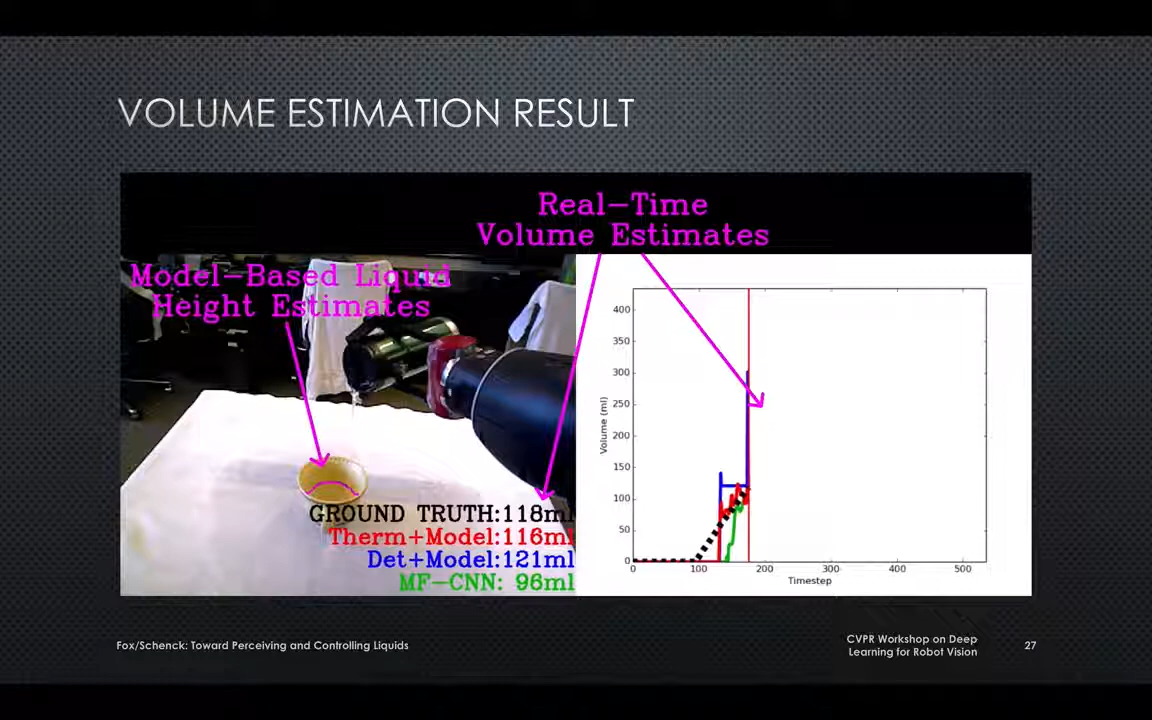 VOLUME ESTIMATION RESULT
Real-Time
Volume Estimates
Model-Based Liquid
Height Estimates
GROUND TRUTH:118ml
Therm+Model:116ml
Det+Model:121ml
MF-CNN: 96ml
Volume (ml)
400
350
300
250
200
150
100
50
0
0 100 200 300 400 500
Timestep
Fox/Schenck: Toward Perceiving and Controlling Liquids
CVPR Workshop on Deep
Learning for Robot Vision
27